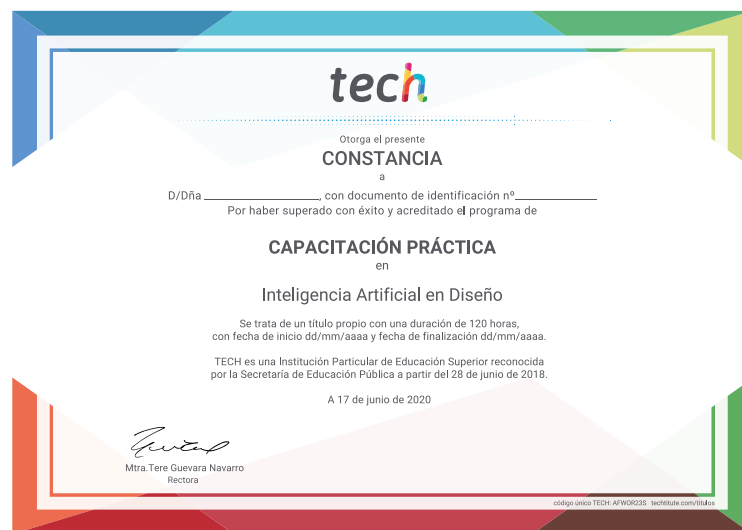 tech
Otorga el presente
CONSTANCIA
a
D/Dña ____________________, con documento de identificación nº______________
Por haber superado con éxito y acreditado el programa de
CAPACITACIÓN PRÁCTICA
en
Inteligencia Artificial en Diseño
Se trata de un título propio con una duración de 120 horas,
con fecha de inicio dd/mm/aaaa y fecha de finalización dd/mm/aaaa.
TECH es una Institución Particular de Educación Superior reconocida
por la Secretaría de Educación Pública a partir del 28 de junio de 2018.
A 17 de junio de 2020
Mtra.Tere Guevara Navarro
Rectora
código único TECH: AFWOR23S techtitute.com/titulos